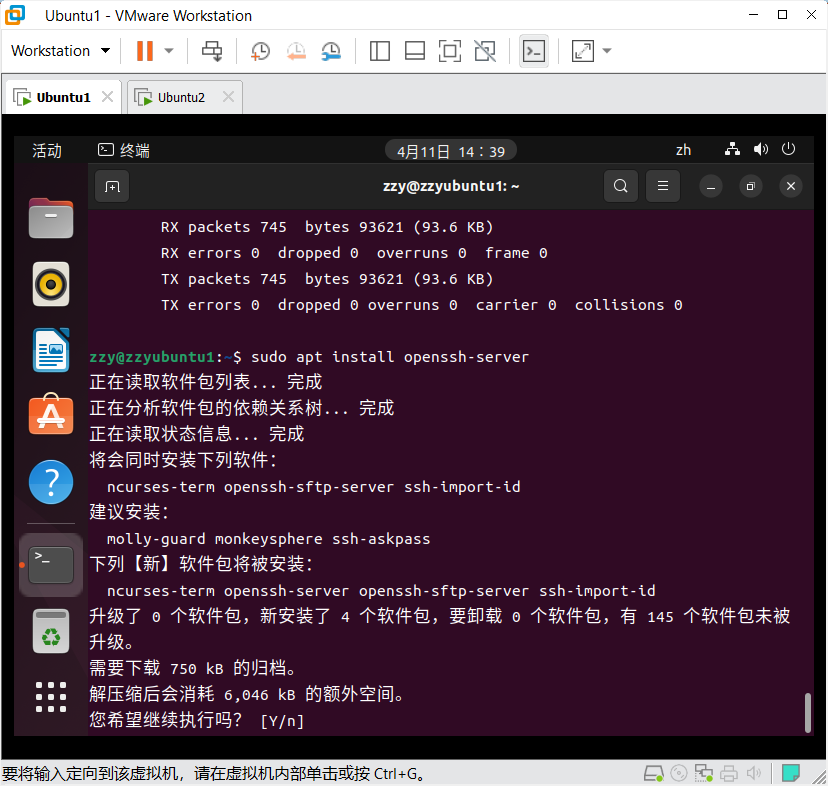 Ubuntu1 - VMware Workstation
Workstation
Ubuntu1
Ubuntu2
活动
终端
4月11日 14：39
zh
zzy@zzyubuntu1: ~
RX packets 745  bytes 93621 (93.6 KB)
RX errors 0  dropped 0  overruns 0  frame 0
TX packets 745  bytes 93621 (93.6 KB)
TX errors 0  dropped 0 overruns 0  carrier 0  collisions 0
zzy@zzyubuntu1:~$ sudo apt install openssh-server
正在读取软件包列表... 完成
正在分析软件包的依赖关系树... 完成
正在读取状态信息... 完成
将会同时安装下列软件：
ncurses-term openssh-sftp-server ssh-import-id
建议安装：
molly-guard monkeysphere ssh-askpass
下列【新】软件包将被安装：
ncurses-term openssh-server openssh-sftp-server ssh-import-id
升级了 0 个软件包，新安装了 4 个软件包，要卸载 0 个软件包，有 145 个软件包未被
升级。
需要下载 750 kB 的归档。
解压缩后会消耗 6,046 kB 的额外空间。
您希望继续执行吗？ [Y/n]
要将输入定向到该虚拟机，请在虚拟机内部单击或按 Ctrl+G。